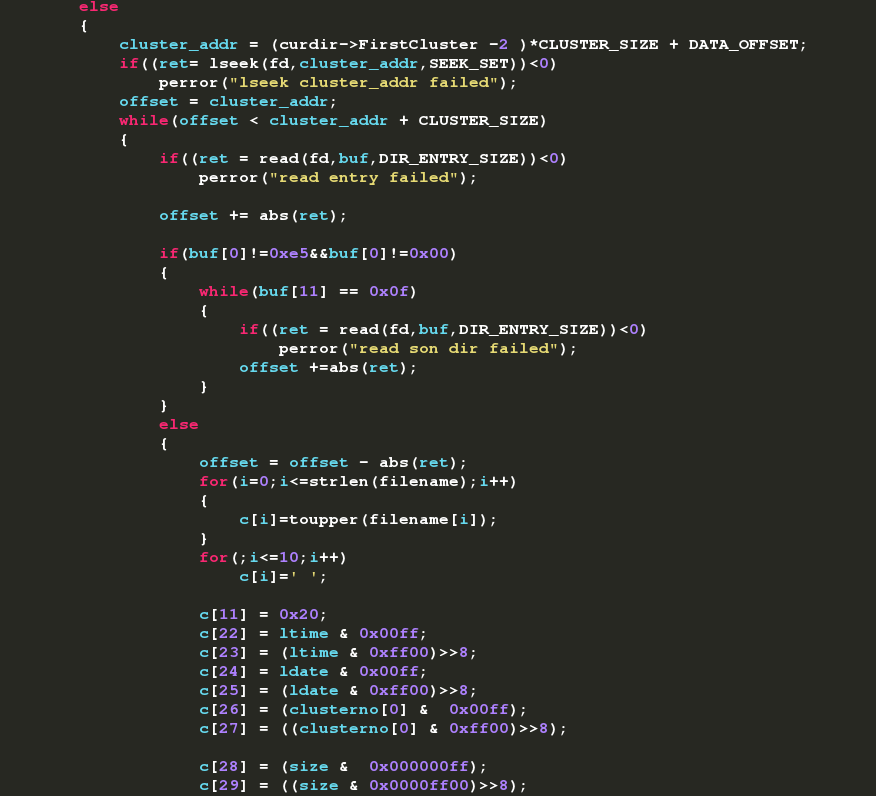 else
{
cluster_addr = (curdir->FirstCluster -2 )*CLUSTER_SIZE + DATA_OFFSET;
if((ret= lseek(fd,cluster_addr,SEEK_SET))<0)
perror("lseek cluster_addr failed");
offset = cluster_addr;
while(offset < cluster_addr + CLUSTER_SIZE)
{
if((ret = read(fd,buf,DIR_ENTRY_SIZE))<0)
perror("read entry failed");
offset += abs(ret);
if(buf[0]!=0xe5&&buf[0]!=0x00)
{
while(buf[11] == 0x0f)
{
if((ret = read(fd,buf,DIR_ENTRY_SIZE))<0)
perror("read son dir failed");
offset +=abs(ret);
}
}
else
{
offset = offset - abs(ret);
for(i=0;i<=strlen(filename);i++)
{
c[i]=toupper(filename[i]);
}
for(;i<=10;i++)
c[i]=' ';
c[11] = 0x20;
c[22] = ltime & 0x00ff;
c[23] = (ltime & 0xff00)>>8;
c[24] = ldate & 0x00ff;
c[25] = (ldate & 0xff00)>>8;
c[26] = (clusterno[0] &  0x00ff);
c[27] = ((clusterno[0] & 0xff00)>>8);
c[28] = (size &  0x000000ff);
c[29] = ((size & 0x0000ff00)>>8);